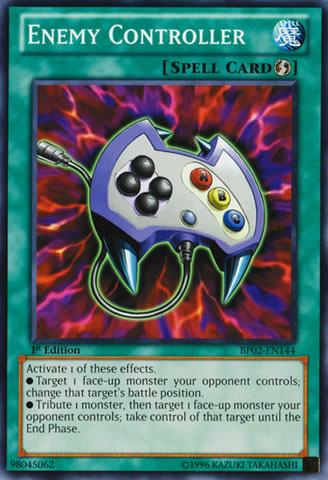 ENEMY CONTROLLER
魔
[SPELL CARD]
A
B
C
1st Edition
BP02-EN144
Activate 1 of these effects.
●Target 1 face-up monster your opponent controls;
change that target's battle position.
●Tribute 1 monster, then target 1 face-up monster your
opponent controls; take control of that target until the
End Phase.
98045062
©1996 KAZUKI TAKAHASHI